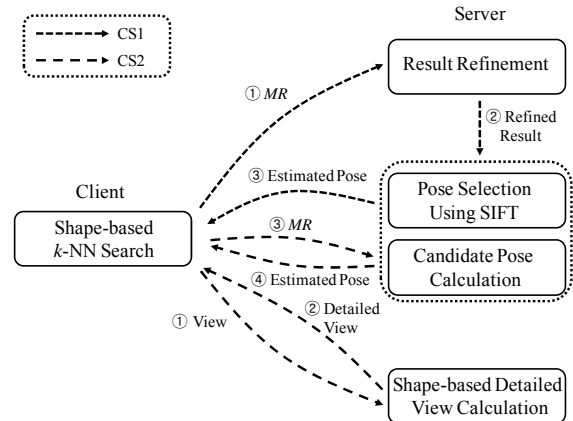 Server
CS1
CS2
Result Refinement
① MR
② Refined
Result
③ Estimated Pose
Pose Selection
Using SIFT
Client
Shape-based
k-NN Search
③ MR
Candidate Pose
Calculation
④ Estimated Pose
② Detailed
View
① View
Shape-based Detailed
View Calculation